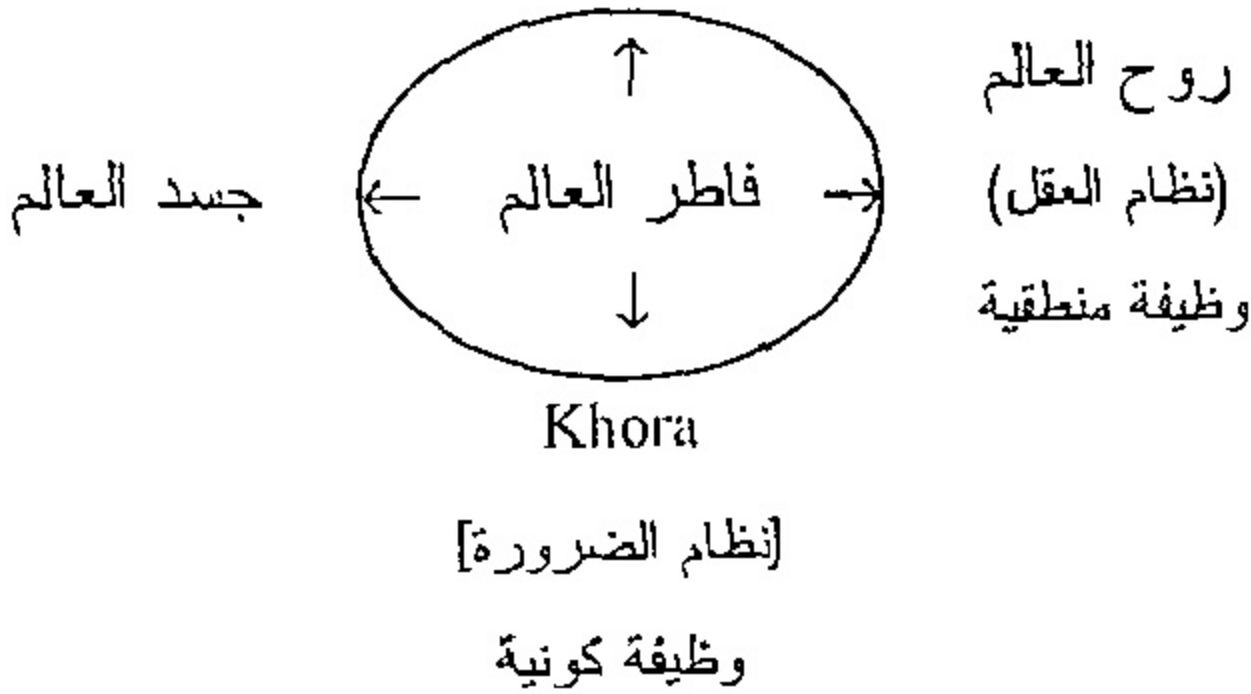 روح العالم
جسد العالم
فاطر العالم
(نظام العقل)
وظيفة منطقية
Khora
[نظام الضرورة]
وظيفة كونية